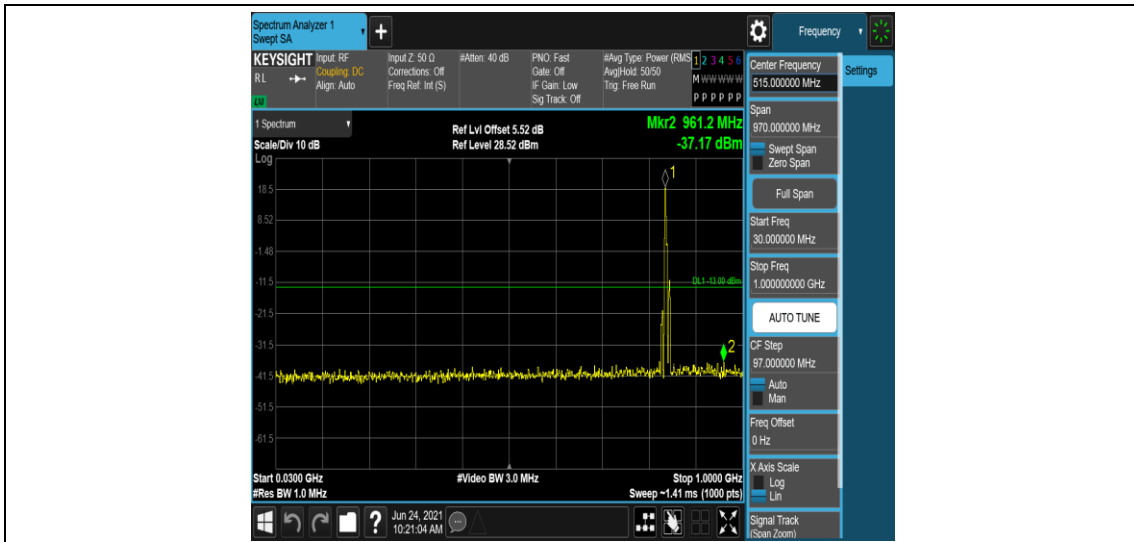 Spectrum Analyzer 1
Swept SA
Frequency
KEYSIGHT Input: RF
RL
Coupling: DC
Align: Auto
LXI
Input Z: 50 Ω
Corrections: Off
Freq Ref: Int (S)
#Atten: 40 dB
PNO: Fast
Gate: Off
IF Gain: Low
Sig Track: Off
#Avg Type: Power (RMS
Avg|Hold: 50/50
Trig: Free Run
1 2 3 4 5 6
M W W W W W
P P P P P P
Center Frequency
515.000000 MHz
Settings
1 Spectrum
Scale/Div 10 dB
Ref Lvl Offset 5.52 dB
Ref Level 28.52 dBm
Mkr2 961.2 MHz
-37.17 dBm
Log
18.5
8.52
-1.48
-11.5
-21.5
-31.5
-41.5
-51.5
-61.5
1
DL1 -13.00 dBm
2
Start 0.0300 GHz
#Res BW 1.0 MHz
#Video BW 3.0 MHz
Stop 1.0000 GHz
Sweep ~1.41 ms (1000 pts)
Span
970.000000 MHz
Swept Span
Zero Span
Full Span
Start Freq
30.000000 MHz
Stop Freq
1.000000000 GHz
AUTO TUNE
CF Step
97.000000 MHz
Auto
Man
Freq Offset
0 Hz
X Axis Scale
Log
Lin
Signal Track
(Span Zoom)
?
Jun 24, 2021
10:21:04 AM